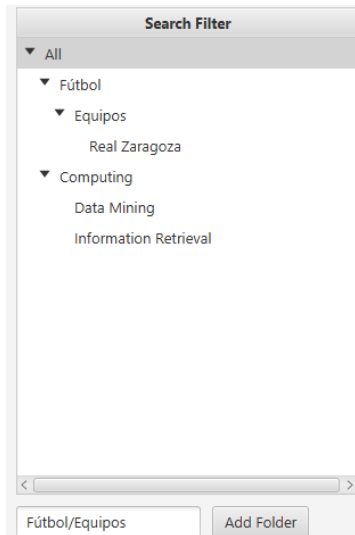 Search Filter
All
Fútbol
Equipos
Real Zaragoza
Computing
Data Mining
Information Retrieval
Fútbol/Equipos
Add Folder